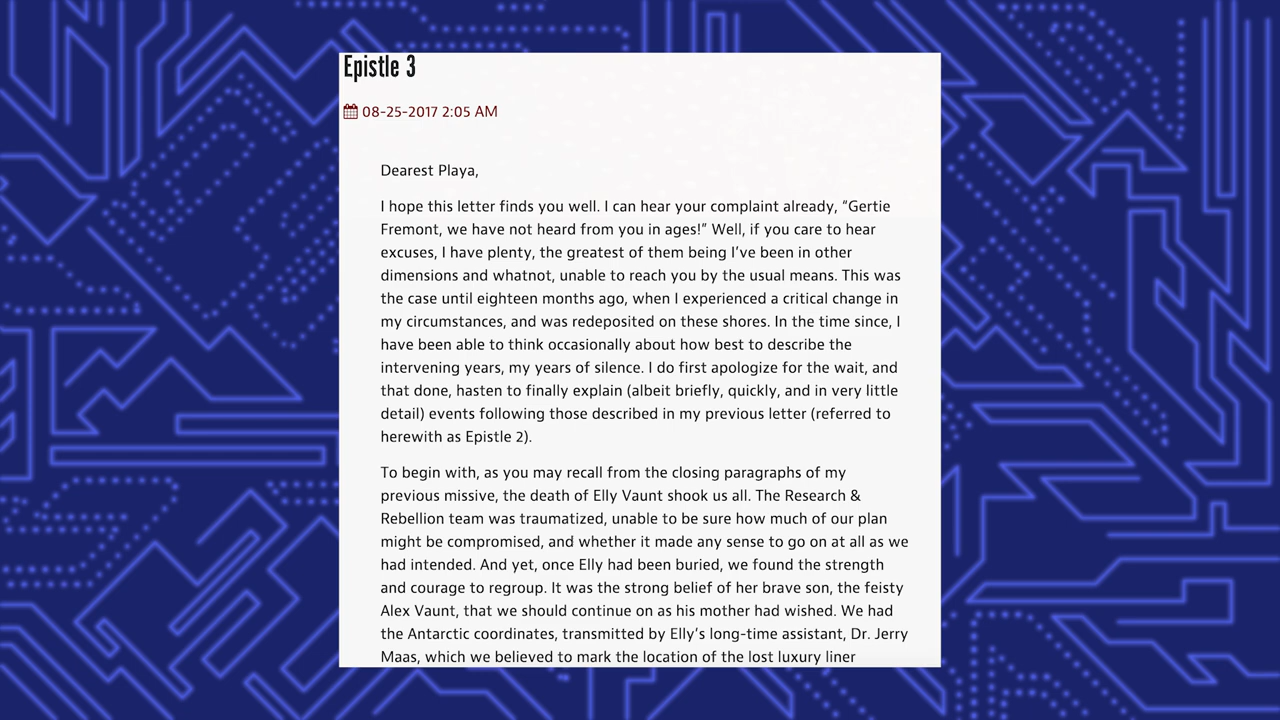 Epistle 3
08-25-2017 2:05 AM
Dearest Playa,
I hope this letter finds you well. I can hear your complaint already, “Gertie
Fremont, we have not heard from you in ages!” Well, if you care to hear
excuses, I have plenty, the greatest of them being I’ve been in other
dimensions and whatnot, unable to reach you by the usual means. This was
the case until eighteen months ago, when I experienced a critical change in
my circumstances, and was redeposited on these shores. In the time since, I
have been able to think occasionally about how best to describe the
intervening years, my years of silence. I do first apologize for the wait, and
that done, hasten to finally explain (albeit briefly, quickly, and in very little
detail) events following those described in my previous letter (referred to
herewith as Epistle 2).
To begin with, as you may recall from the closing paragraphs of my
previous missive, the death of Elly Vaunt shook us all. The Research &
Rebellion team was traumatized, unable to be sure how much of our plan
might be compromised, and whether it made any sense to go on at all as we
had intended. And yet, once Elly had been buried, we found the strength
and courage to regroup. It was the strong belief of her brave son, the feisty
Alex Vaunt, that we should continue on as his mother had wished. We had
the Antarctic coordinates, transmitted by Elly’s long-time assistant, Dr. Jerry
Maas, which we believed to mark the location of the lost luxury liner